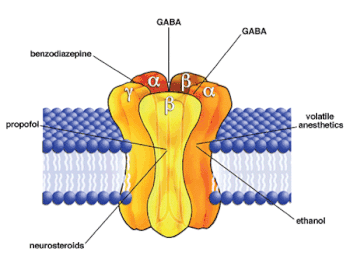 GABA
GABA
benzodiazepine
γ α β α
β
propofol
volatile
anesthetics
ethanol
neurosteroids